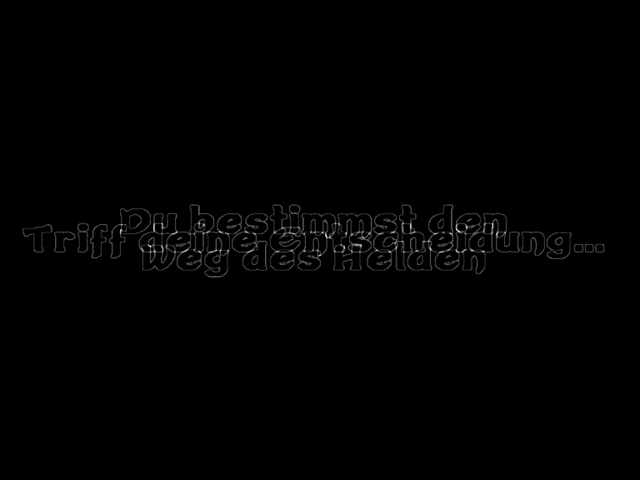 Du bestimmst den
Triff deine Entscheidung...
Weg des Helden